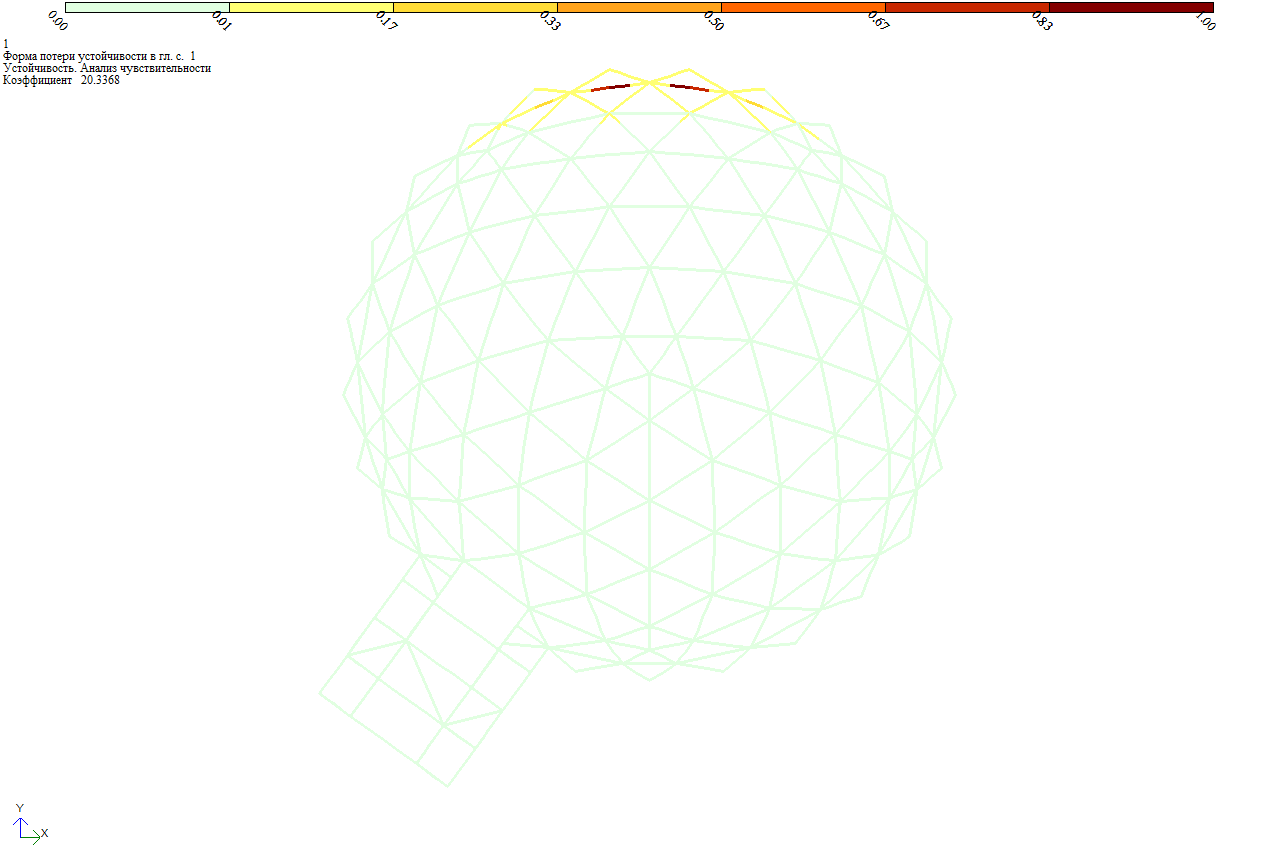 0.00 0.01 0.17 0.33 0.50 0.67 0.83 1.00
1
Форма потери устойчивости в гл. с. 1
Устойчивость. Анализ чувствительности
Коэффициент 20.3368
Y
X